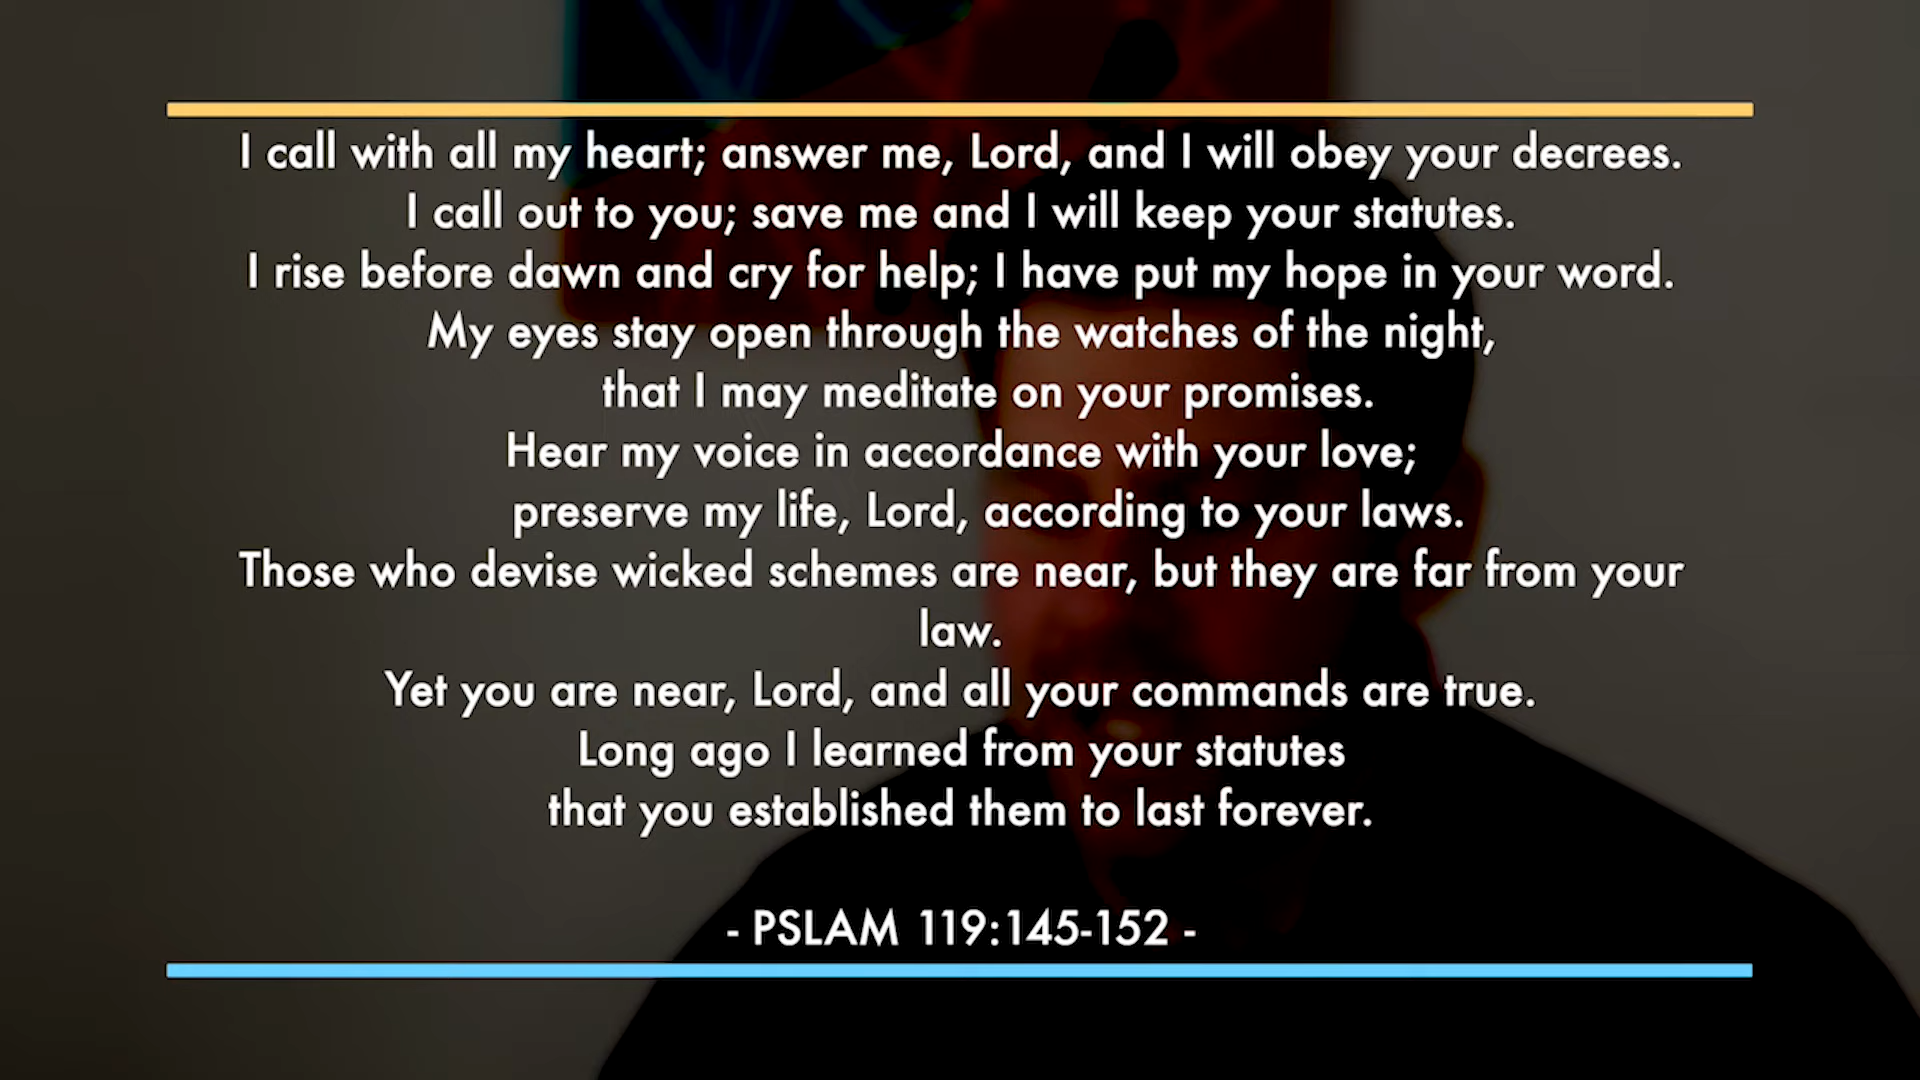 I call with all my heart; answer me, Lord, and I will obey your decrees.
I call out to you; save me and I will keep your statutes.
I rise before dawn and cry for help; I have put my hope in your word.
My eyes stay open through the watches of the night,
that I may meditate on your promises.
Hear my voice in accordance with your love;
preserve my life, Lord, according to your laws.
Those who devise wicked schemes are near, but they are far from your
law.
Yet you are near, Lord, and all your commands are true.
Long ago I learned from your statutes
that you established them to last forever.
- PSLAM 119:145-152 -